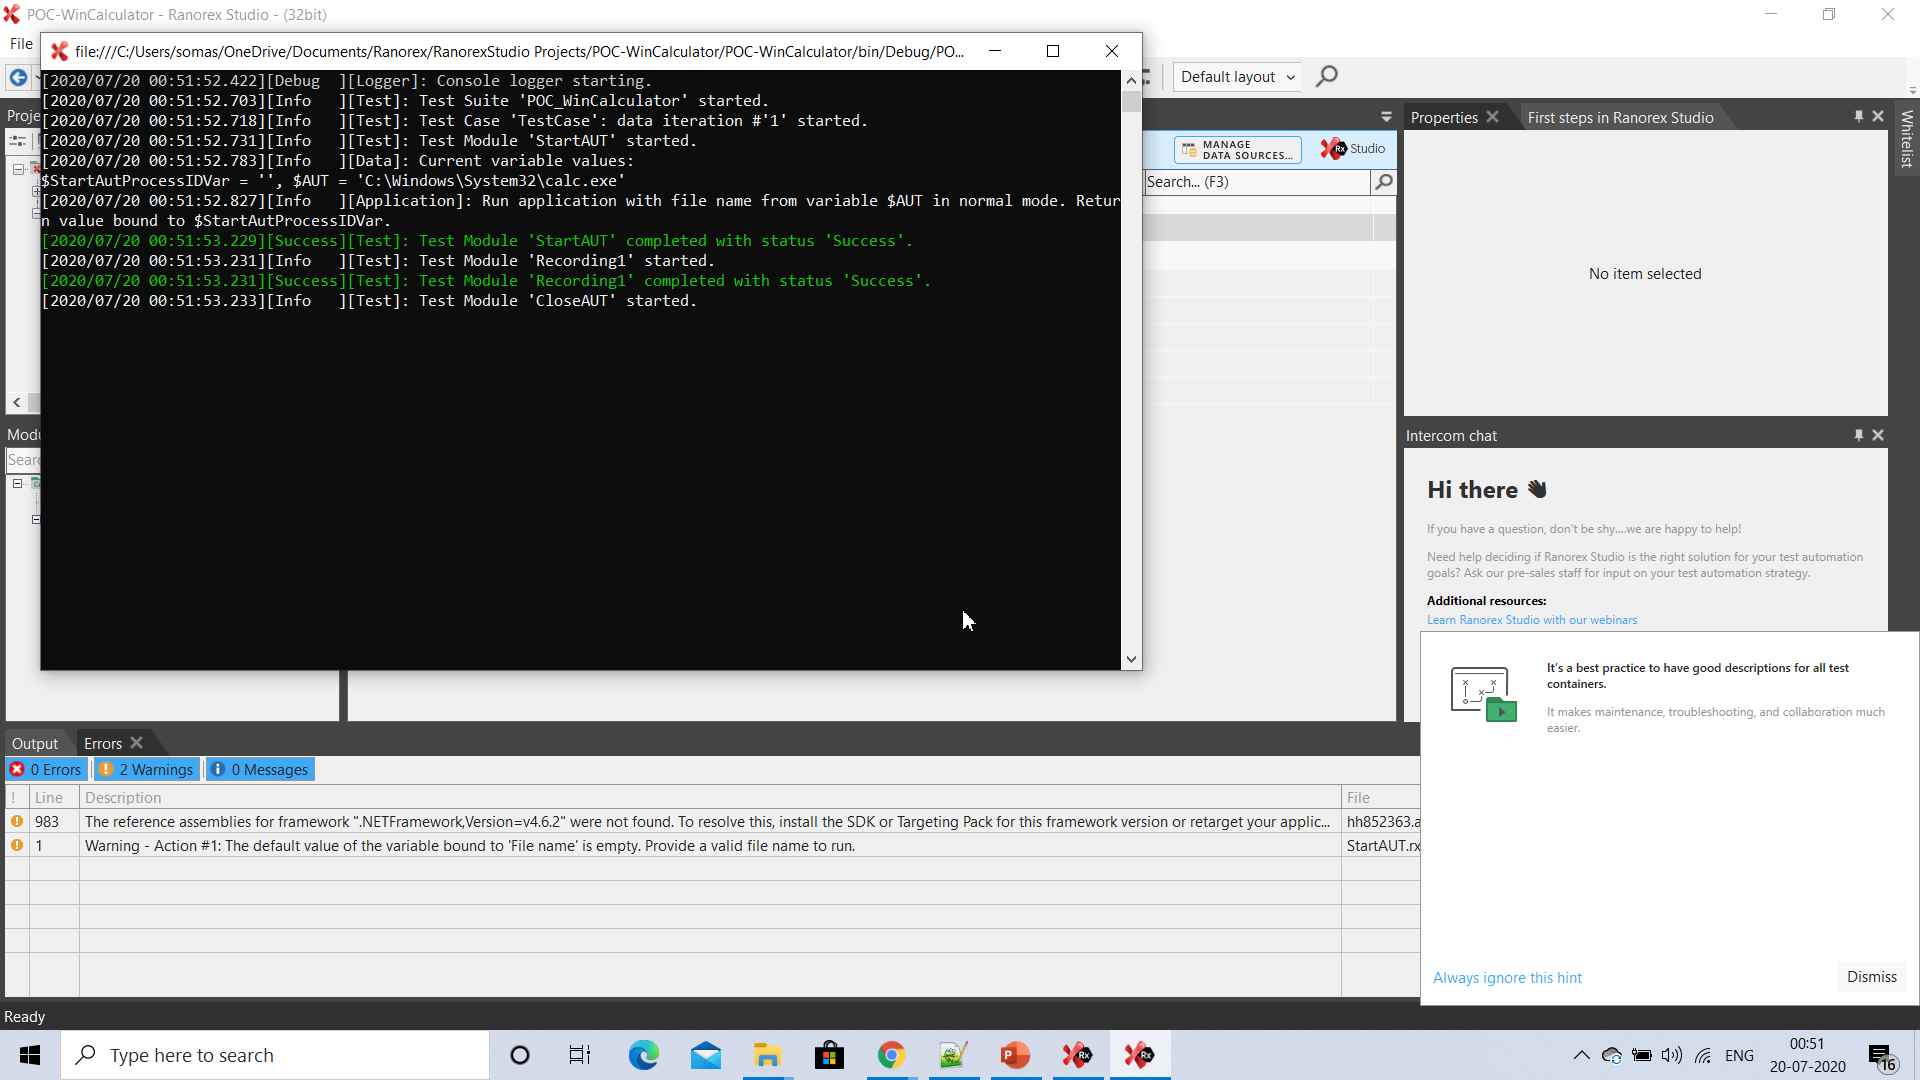 POC-WinCalculator - Ranorex Studio - (32bit)
File
file:///C:/Users/somas/OneDrive/Documents/Ranorex/RanorexStudio Projects/POC-WinCalculator/POC-WinCalculator/bin/Debug/PO...
[2020/07/20 00:51:52.422][Debug  ][Logger]: Console logger starting.
[2020/07/20 00:51:52.703][Info   ][Test]: Test Suite 'POC_WinCalculator' started.
[2020/07/20 00:51:52.718][Info   ][Test]: Test Case 'TestCase': data iteration #'1' started.
[2020/07/20 00:51:52.731][Info   ][Test]: Test Module 'StartAUT' started.
[2020/07/20 00:51:52.783][Info   ][Data]: Current variable values:
$StartAutProcessIDVar = '', $AUT = 'C:\Windows\System32\calc.exe'
[2020/07/20 00:51:52.827][Info   ][Application]: Run application with file name from variable $AUT in normal mode. Retur
n value bound to $StartAutProcessIDVar.
[2020/07/20 00:51:53.229][Success][Test]: Test Module 'StartAUT' completed with status 'Success'.
[2020/07/20 00:51:53.231][Info   ][Test]: Test Module 'Recording1' started.
[2020/07/20 00:51:53.231][Success][Test]: Test Module 'Recording1' completed with status 'Success'.
[2020/07/20 00:51:53.233][Info   ][Test]: Test Module 'CloseAUT' started.
Default layout
Proje
Modu
Searc
MANAGE
DATA SOURCES...
Rx Studio
Search... (F3)
Properties
First steps in Ranorex Studio
Whitelist
No item selected
Intercom chat
Hi there 👋
If you have a question, don't be shy....we are happy to help!
Need help deciding if Ranorex Studio is the right solution for your test automation
goals? Ask our pre-sales staff for input on your test automation strategy.
Additional resources:
Learn Ranorex Studio with our webinars
It's a best practice to have good descriptions for all test
containers.
It makes maintenance, troubleshooting, and collaboration much
easier.
Always ignore this hint
Dismiss
Output
Errors
0 Errors
2 Warnings
0 Messages
! Line Description File
983 The reference assemblies for framework ".NETFramework,Version=v4.6.2" were not found. To resolve this, install the SDK or Targeting Pack for this framework version or retarget your applic... hh852363.a
1 Warning - Action #1: The default value of the variable bound to 'File name' is empty. Provide a valid file name to run. StartAUT.rx
Ready
Type here to search
ENG
00:51
20-07-2020
16